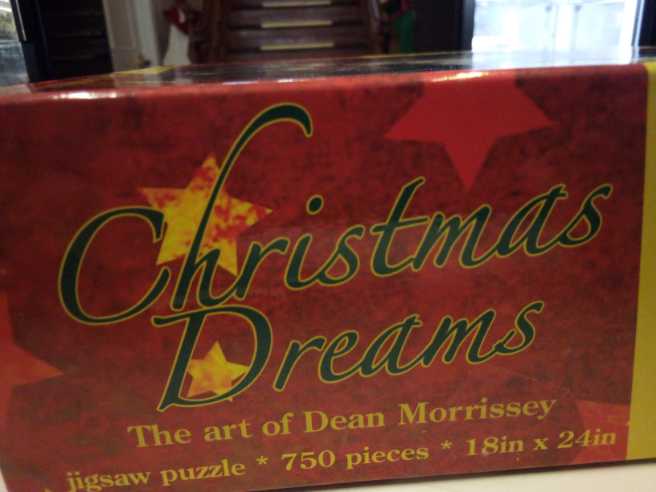 Christmas
Dreams
The art of Dean Morrissey
jigsaw puzzle * 750 pieces * 18in x 24in